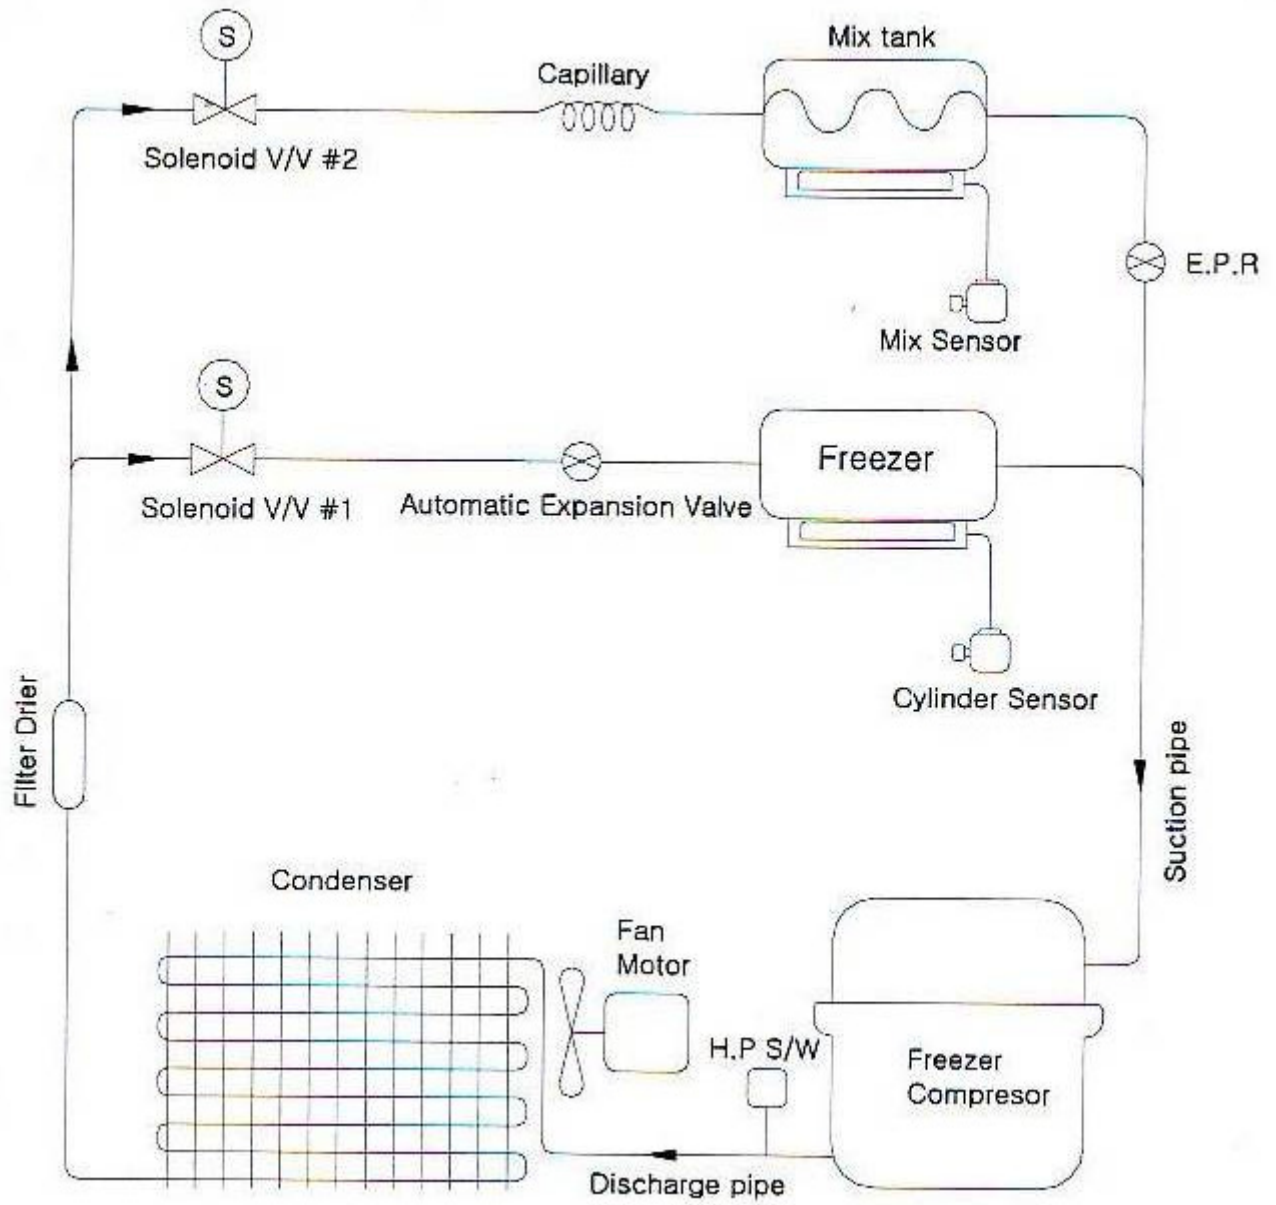 S
Mix tank
Capillary
Solenoid V/V #2
E.P.R
Mix Sensor
S
Freezer
Solenoid V/V #1
Automatic Expansion Valve
Cylinder Sensor
Filter Drier
Suction pipe
Condenser
Fan
Motor
H.P S/W
Freezer
Compresor
Discharge pipe